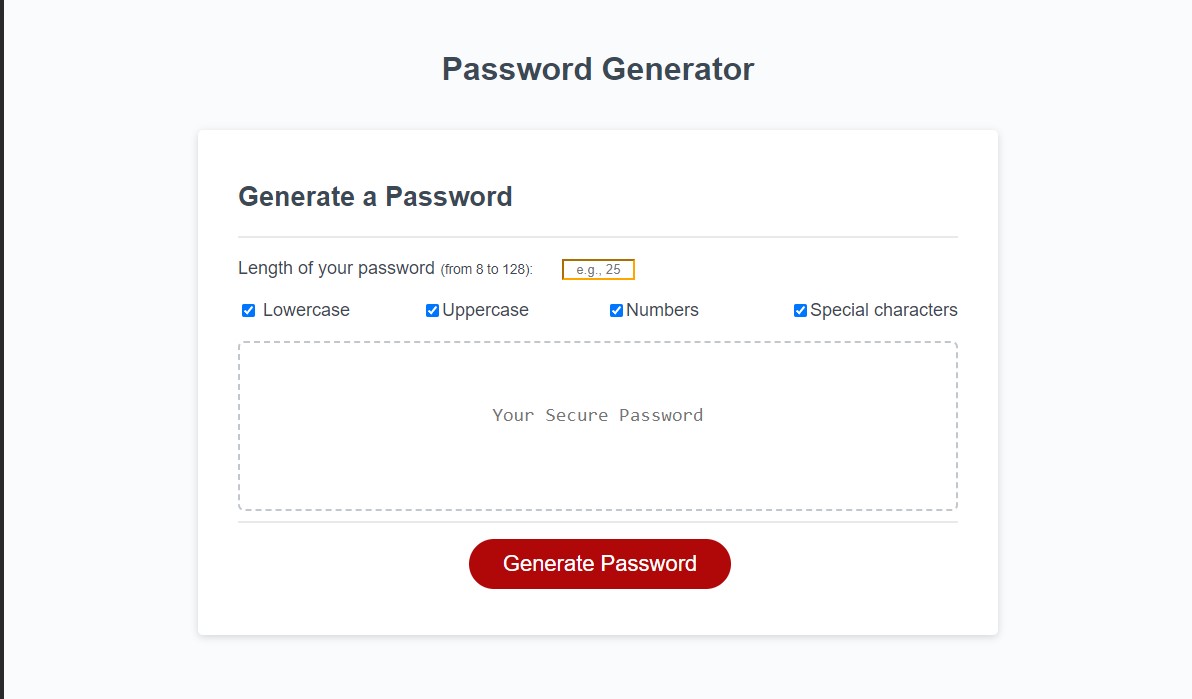 Password Generator
Generate a Password
Length of your password (from 8 to 128): e.g., 25
Lowercase Uppercase Numbers Special characters
Your Secure Password
Generate Password